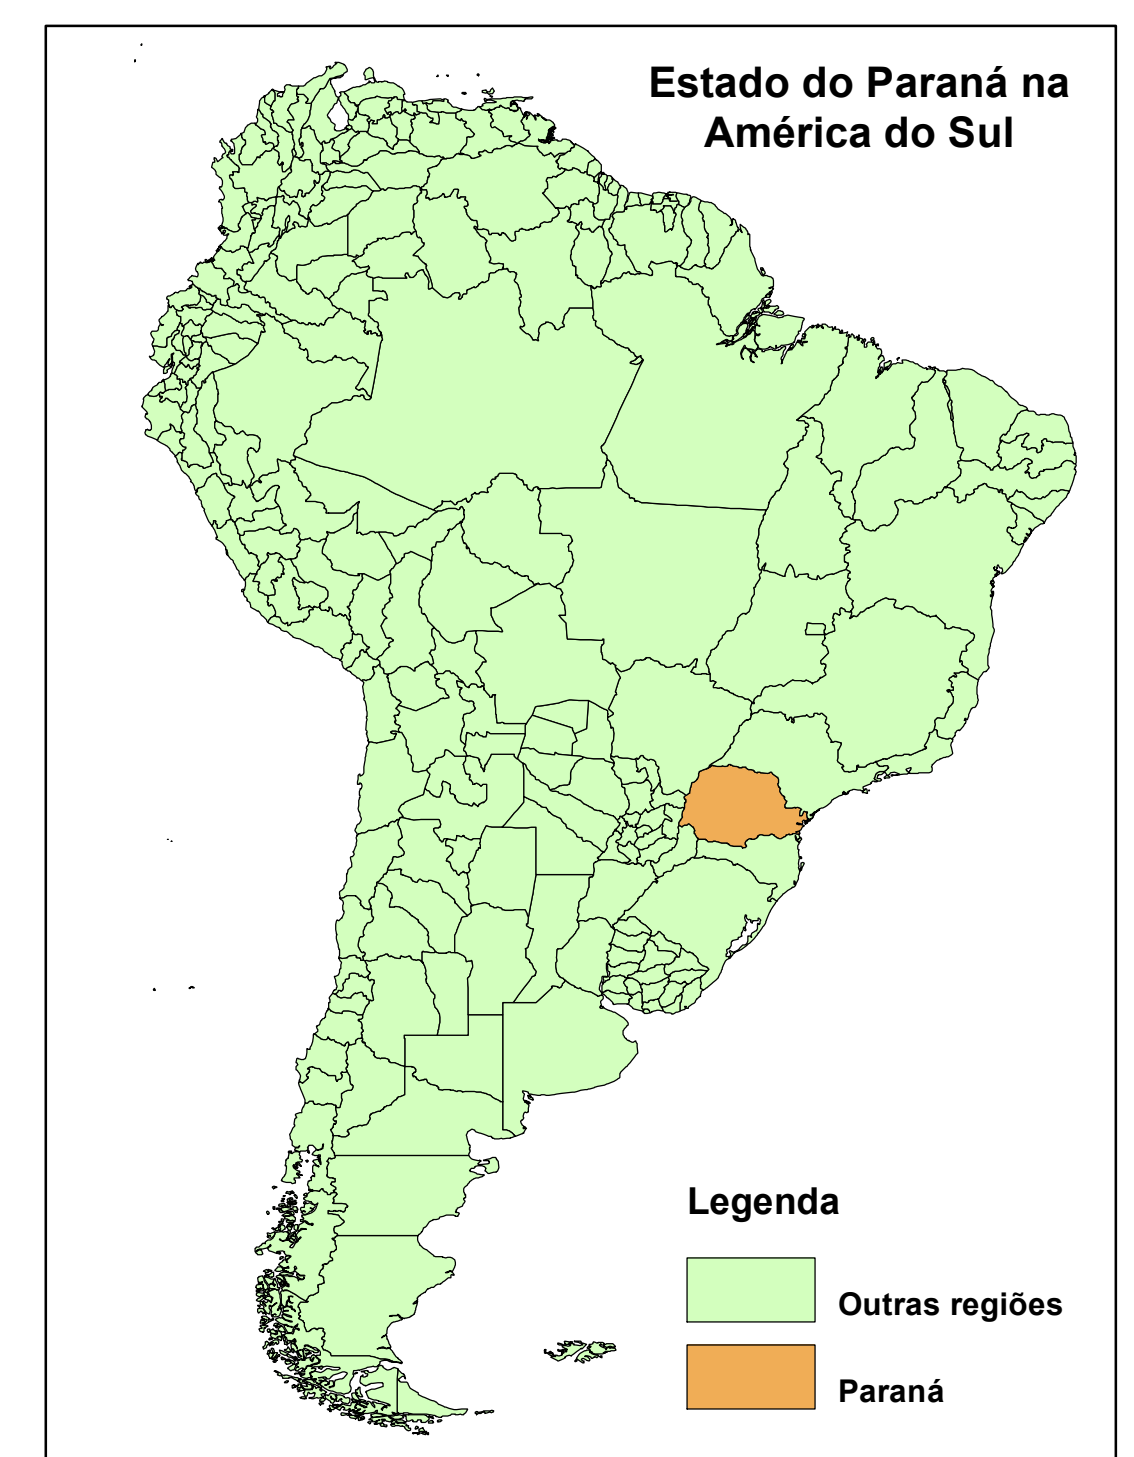 Estado do Paraná na
América do Sul
Legenda
Outras regiões
Paraná